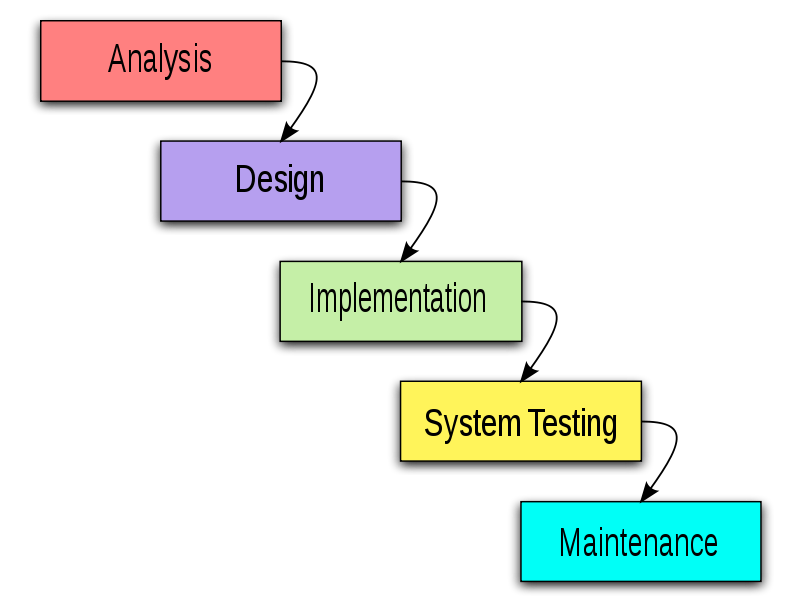 Analysis
Design
Implementation
System Testing
Maintenance